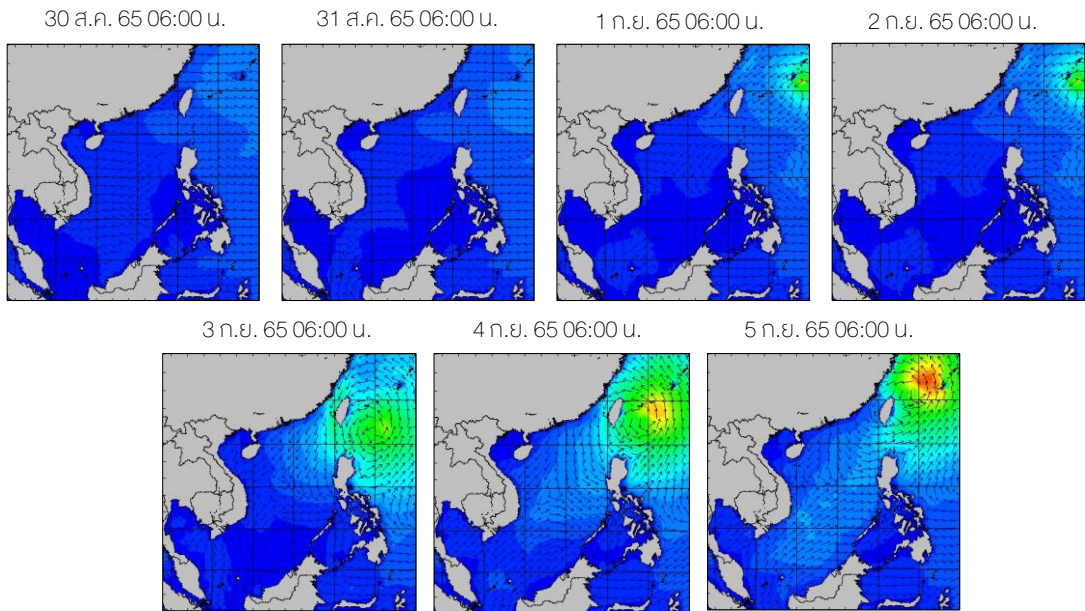 30 ส.ค. 65 06:00 น.
31 ส.ค. 65 06:00 น.
1 ก.ย. 65 06:00 น.
2 ก.ย. 65 06:00 น.
3 ก.ย. 65 06:00 น.
4 ก.ย. 65 06:00 น.
5 ก.ย. 65 06:00 น.